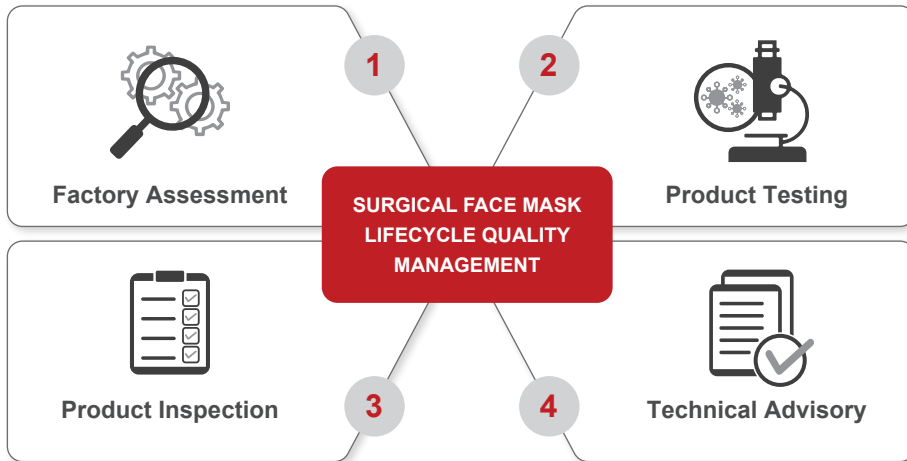 1
Factory Assessment
2
Product Testing
SURGICAL FACE MASK
LIFECYCLE QUALITY
MANAGEMENT
3
Product Inspection
4
Technical Advisory